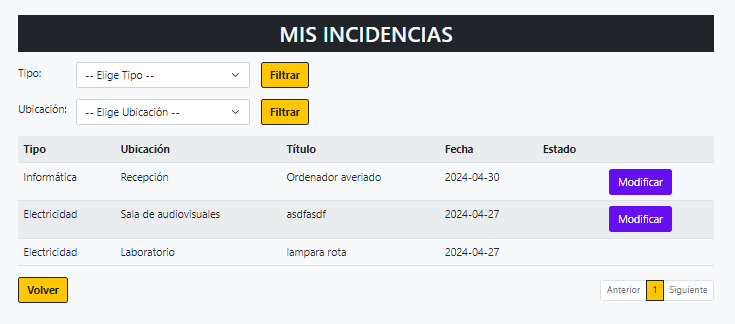 MIS INCIDENCIAS
Tipo: -- Elige Tipo -- Filtrar
Ubicación: -- Elige Ubicación -- Filtrar
Tipo Ubicación Título Fecha Estado
Informática Recepción Ordenador averiado 2024-04-30 Modificar
Electricidad Sala de audiovisuales asdfasdf 2024-04-27 Modificar
Electricidad Laboratorio lampara rota 2024-04-27
Volver Anterior 1 Siguiente